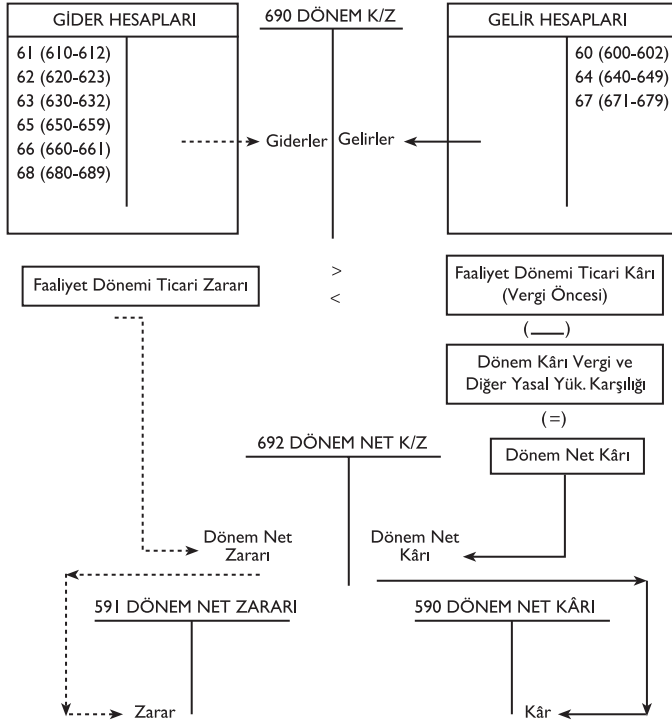 GİDER HESAPLARI
61 (610-612)
62 (620-623)
63 (630-632)
65 (650-659)
66 (660-661)
68 (680-689)
690 DÖNEM K/Z
Giderler
Gelirler
GELİR HESAPLARI
60 (600-602)
64 (640-649)
67 (671-679)
Faaliyet Dönemi Ticari Zararı
>
<
Faaliyet Dönemi Ticari Kârı
(Vergi Öncesi)
(___)
Dönem Kârı Vergi ve
Diğer Yasal Yük. Karşılığı
(=)
Dönem Net Kârı
692 DÖNEM NET K/Z
Dönem Net
Zararı
Dönem Net
Kârı
591 DÖNEM NET ZARARI
Zarar
590 DÖNEM NET KÂRI
Kâr